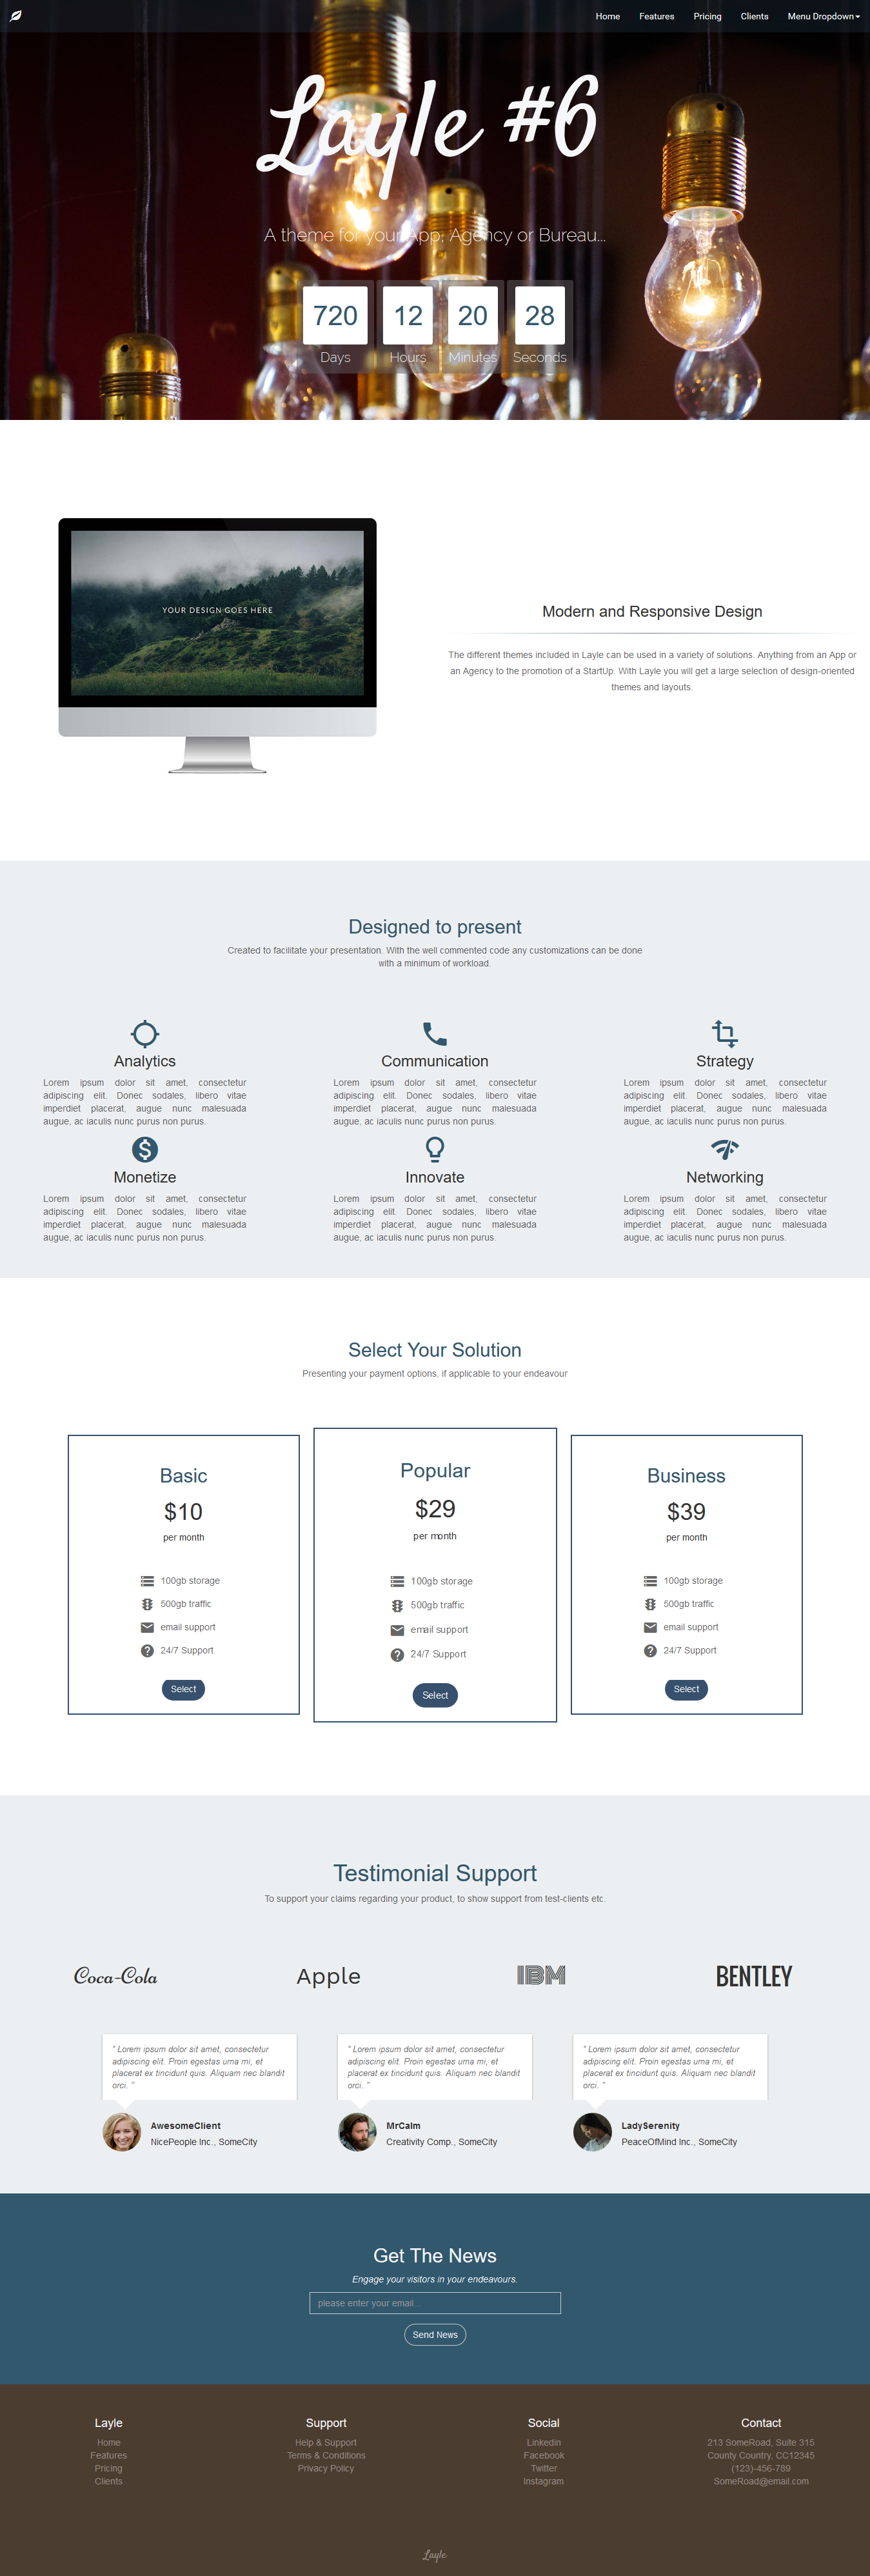 Home Features Pricing Clients Menu Dropdown
Layle #6
A theme for your App, Agency or Bureau...
720 12 20 28
Days Hours Minutes Seconds
YOUR DESIGN GOES HERE
Modern and Responsive Design
The different themes included in Layle can be used in a variety of solutions. Anything from an App or
an Agency to the promotion of a StartUp. With Layle you will get a large selection of design-oriented
themes and layouts.
Designed to present
Created to facilitate your presentation. With the well commented code any customizations can be done
with a minimum of workload.
Analytics
Lorem ipsum dolor sit amet, consectetur
adipiscing elit. Donec sodales, libero vitae
imperdiet placerat, augue nunc malesuada
augue, ac iaculis nunc purus non purus.
Communication
Lorem ipsum dolor sit amet, consectetur
adipiscing elit. Donec sodales, libero vitae
imperdiet placerat, augue nunc malesuada
augue, ac iaculis nunc purus non purus.
Strategy
Lorem ipsum dolor sit amet, consectetur
adipiscing elit. Donec sodales, libero vitae
imperdiet placerat, augue nunc malesuada
augue, ac iaculis nunc purus non purus.
Monetize
Lorem ipsum dolor sit amet, consectetur
adipiscing elit. Donec sodales, libero vitae
imperdiet placerat, augue nunc malesuada
augue, ac iaculis nunc purus non purus.
Innovate
Lorem ipsum dolor sit amet, consectetur
adipiscing elit. Donec sodales, libero vitae
imperdiet placerat, augue nunc malesuada
augue, ac iaculis nunc purus non purus.
Networking
Lorem ipsum dolor sit amet, consectetur
adipiscing elit. Donec sodales, libero vitae
imperdiet placerat, augue nunc malesuada
augue, ac iaculis nunc purus non purus.
Select Your Solution
Presenting your payment options, if applicable to your endeavour
Basic
$10
per month
100gb storage
500gb traffic
email support
24/7 Support
Select
Popular
$29
per month
100gb storage
500gb traffic
email support
24/7 Support
Select
Business
$39
per month
100gb storage
500gb traffic
email support
24/7 Support
Select
Testimonial Support
To support your claims regarding your product, to show support from test-clients etc.
Coca-Cola Apple IBM BENTLEY
" Lorem ipsum dolor sit amet, consectetur
adipiscing elit. Proin egestas urna mi, et
placerat ex tincidunt quis. Aliquam nec blandit
orci. "
AwesomeClient
NicePeople Inc., SomeCity
" Lorem ipsum dolor sit amet, consectetur
adipiscing elit. Proin egestas urna mi, et
placerat ex tincidunt quis. Aliquam nec blandit
orci. "
MrCalm
Creativity Comp., SomeCity
" Lorem ipsum dolor sit amet, consectetur
adipiscing elit. Proin egestas urna mi, et
placerat ex tincidunt quis. Aliquam nec blandit
orci. "
LadySerenity
PeaceOfMind Inc., SomeCity
Get The News
Engage your visitors in your endeavours.
please enter your email...
Send News
Layle
Home
Features
Pricing
Clients
Support
Help & Support
Terms & Conditions
Privacy Policy
Social
Linkedin
Facebook
Twitter
Instagram
Contact
213 SomeRoad, Suite 315
County Country, CC12345
(123)-456-789
SomeRoad@email.com
Layle